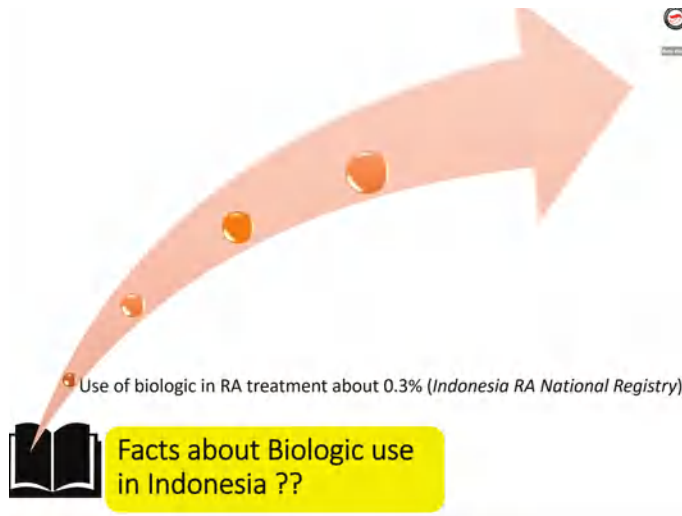 Use of biologic in RA treatment about 0.3% (Indonesia RA National Registry)
Facts about Biologic use
in Indonesia ??